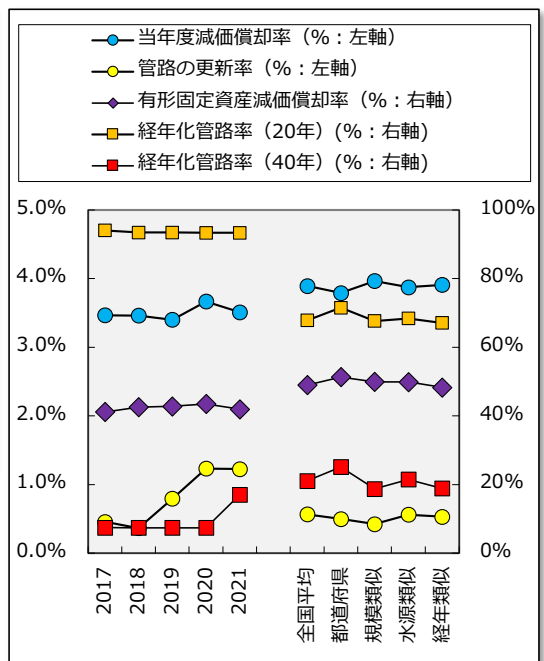 当年度減価償却率（%：左軸）
管路の更新率（%：左軸）
有形固定資産減価償却率（%：右軸）
経年化管路率（20年）(%：右軸)
経年化管路率（40年）(%：右軸)
5.0%
100%
4.0%
80%
3.0%
60%
2.0%
40%
1.0%
20%
0.0%
0%
2017
2018
2019
2020
2021
全国平均
都道府県
規模類似
水源類似
経年類似